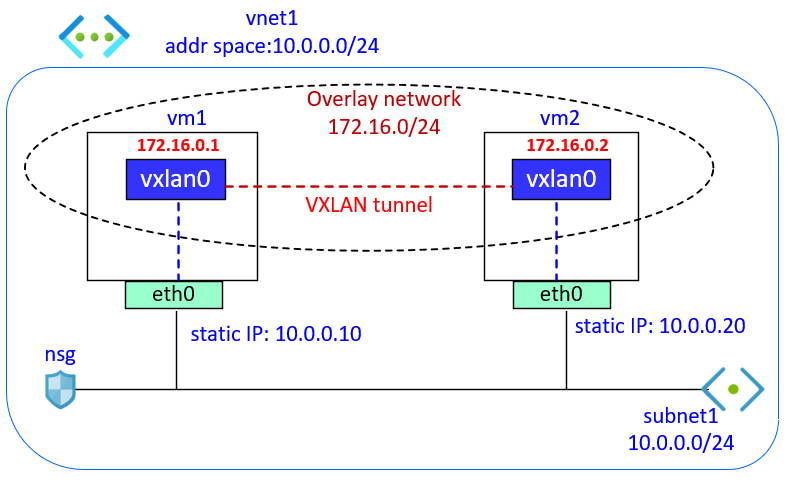 vnet1
addr space:10.0.0.0/24
Overlay network
172.16.0/24
vm1
vm2
172.16.0.1
172.16.0.2
vxlan0
vxlan0
VXLAN tunnel
eth0
eth0
static IP: 10.0.0.10
static IP: 10.0.0.20
nsg
subnet1
10.0.0.0/24